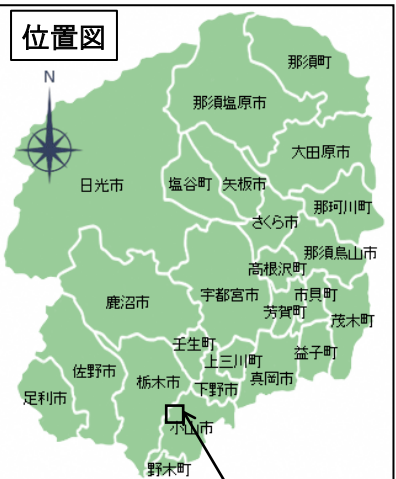 位置図
N
那須町
那須塩原市
大田原市
日光市
塩谷町
矢板市
那珂川町
さくら市
那須烏山市
高根沢町
鹿沼市
宇都宮市
市貝町
芳賀町
茂木町
壬生町
上三川町
益子町
佐野市
栃木市
下野市
真岡市
足利市
小山市
野木町